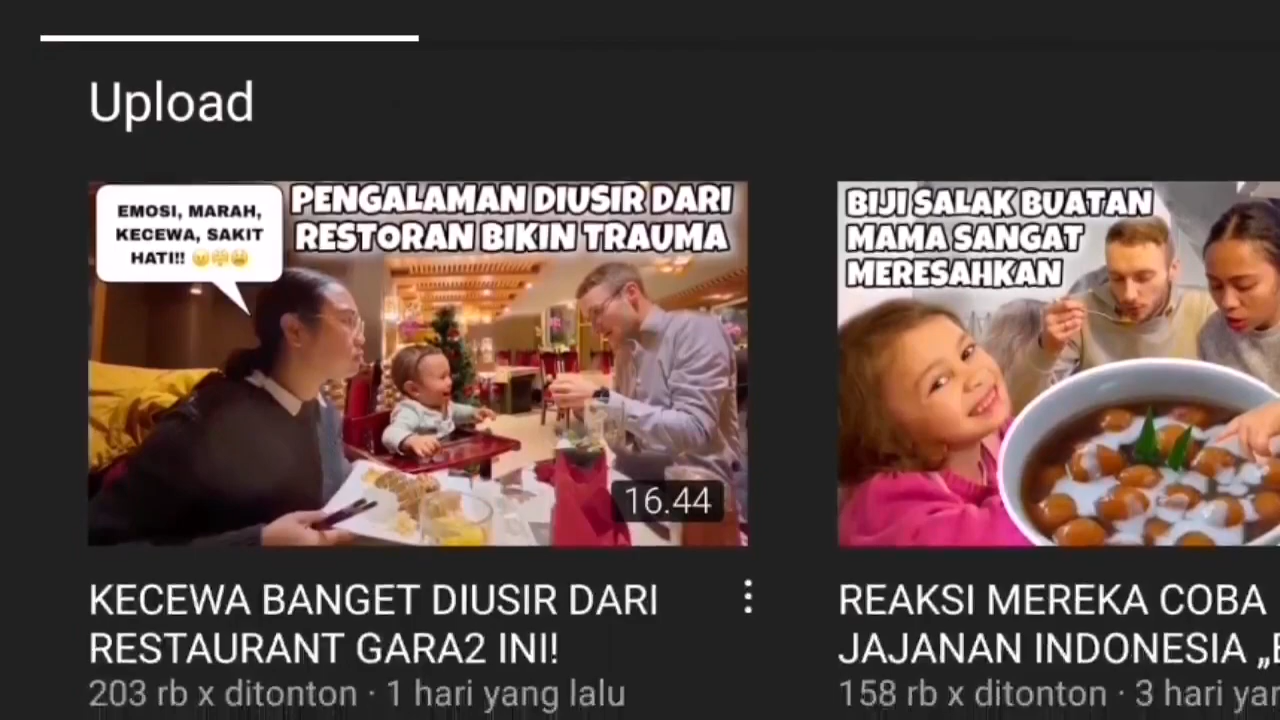 Upload
EMOSI, MARAH,
KECEWA, SAKIT
HATI!!
PENGALAMAN DIUSIR DARI
RESTORAN BIKIN TRAUMA
16.44
KECEWA BANGET DIUSIR DARI
RESTAURANT GARA2 INI!
203 rb x ditonton · 1 hari yang lalu
BIJI SALAK BUATAN
MAMA SANGAT
MERESAHKAN
REAKSI MEREKA COBA
JAJANAN INDONESIA „
158 rb x ditonton · 3 hari